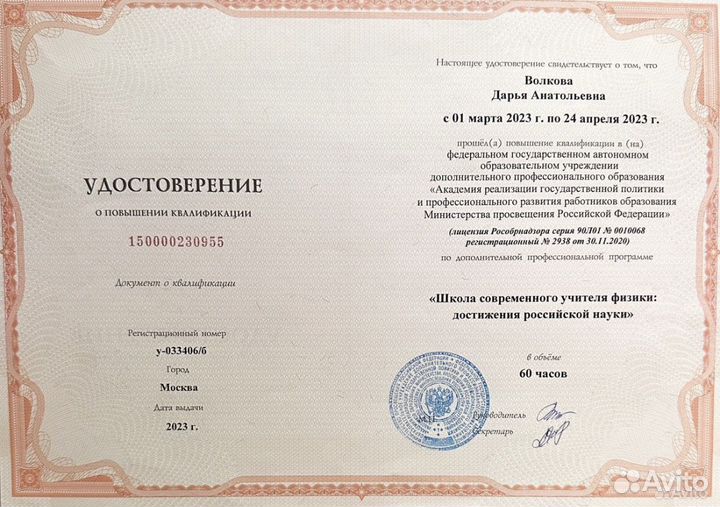 УДОСТОВЕРЕНИЕ
О ПОВЫШЕНИИ КВАЛИФИКАЦИИ
150000230955
Документ о квалификации
Регистрационный номер
у-033406/б
Город
Москва
Дата выдачи
2023 г.
Настоящее удостоверение свидетельствует о том, что
Волкова
Дарья Анатольевна
с 01 марта 2023 г. по 24 апреля 2023 г.
прошёл(а) повышение квалификации в (на)
федеральном государственном автономном
образовательном учреждении
дополнительного профессионального образования
«Академия реализации государственной политики
и профессионального развития работников образования
Министерства просвещения Российской Федерации»
(лицензия Рособрнадзора серия 90Л01 № 0010068
регистрационный № 2938 от 30.11.2020)
по дополнительной профессиональной программе
«Школа современного учителя физики:
достижения российской науки»
в объёме
60 часов
М.П.
Руководитель
Секретарь
Avito